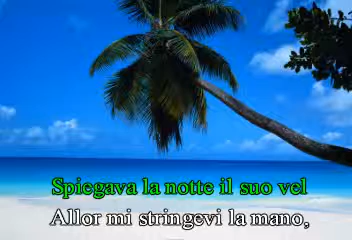 Spiegava la notte il suo vel
Allor mi stringevi la mano,